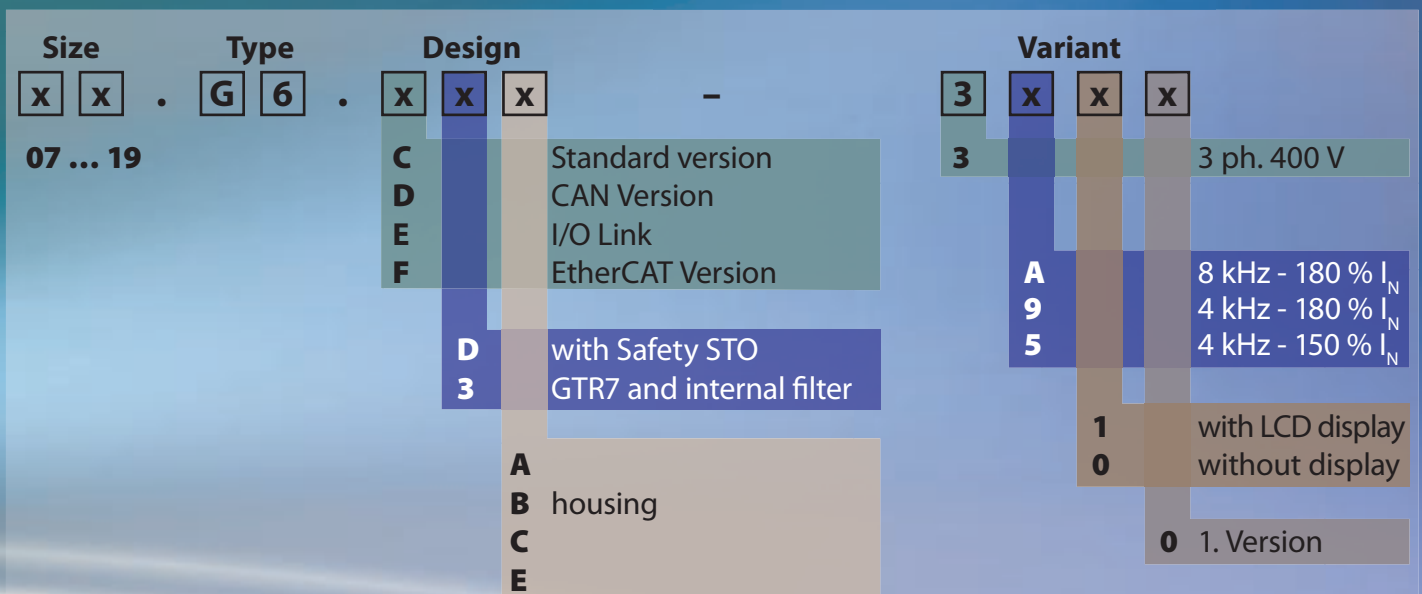 Size Type Design Variant
x x . G 6 . x x x – 3 x x x
07 ... 19
C Standard version
D CAN Version
E I/O Link
F EtherCAT Version
D with Safety STO
3 GTR7 and internal filter
A
B housing
C
E
3 3 ph. 400 V
A 8 kHz - 180 % IN
9 4 kHz - 180 % IN
5 4 kHz - 150 % IN
1 with LCD display
0 without display
0 1. Version